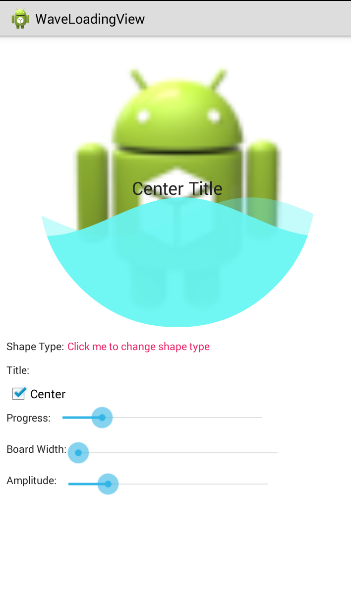 WaveLoadingView
Center Title
Shape Type: Click me to change shape type
Title:
Center
Progress:
Board Width:
Amplitude: